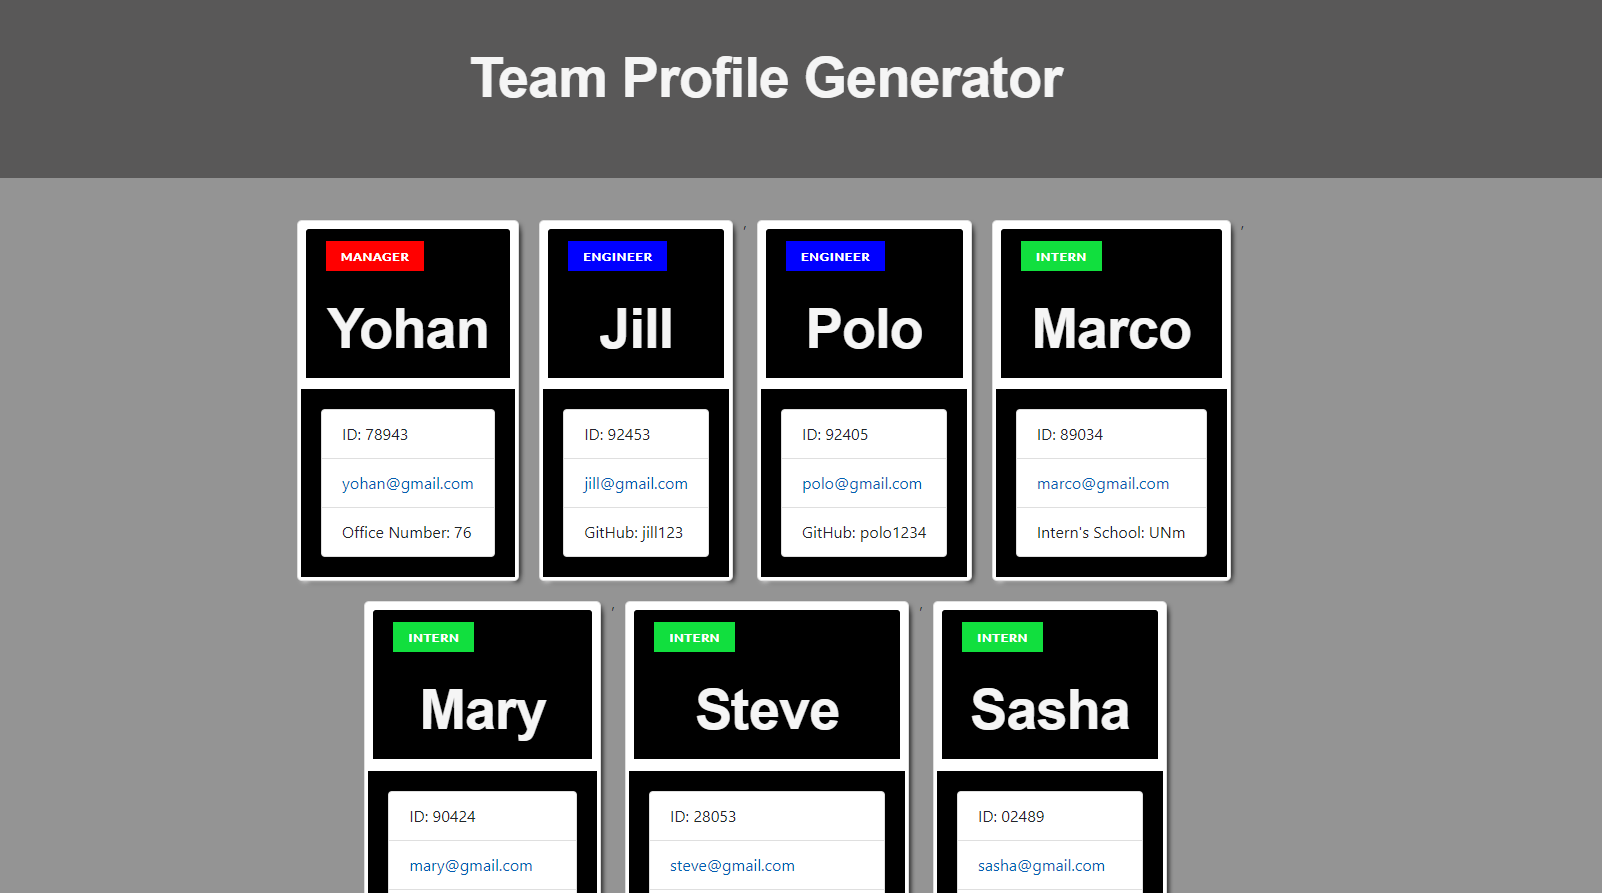 Team Profile Generator
MANAGER
Yohan
ID: 78943
yohan@gmail.com
Office Number: 76
ENGINEER
Jill
ID: 92453
jill@gmail.com
GitHub: jill123
,
ENGINEER
Polo
ID: 92405
polo@gmail.com
GitHub: polo1234
INTERN
Marco
ID: 89034
marco@gmail.com
Intern's School: UNm
,
INTERN
Mary
ID: 90424
mary@gmail.com
,
INTERN
Steve
ID: 28053
steve@gmail.com
,
INTERN
Sasha
ID: 02489
sasha@gmail.com